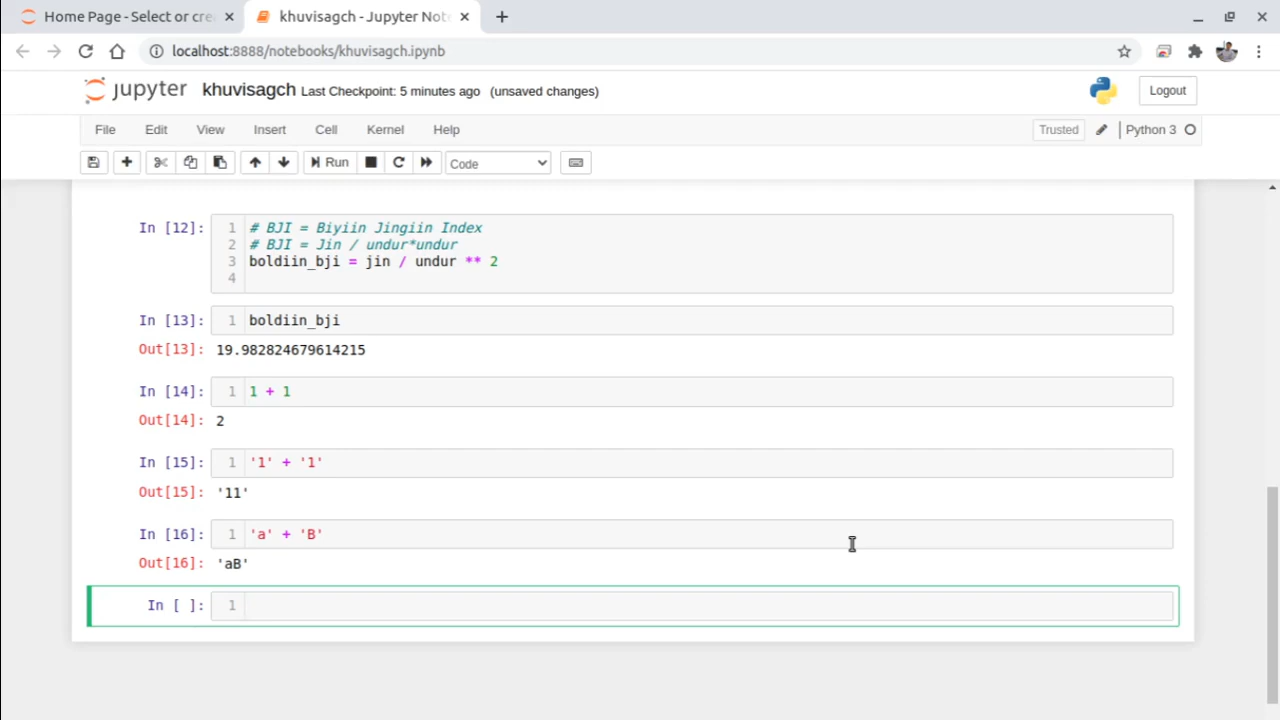 Home Page - Select or cre
khuvisagch - Jupyter Not
localhost:8888/notebooks/khuvisagch.ipynb
jupyter khuvisagch Last Checkpoint: 5 minutes ago (unsaved changes)
Logout
File Edit View Insert Cell Kernel Help
Trusted Python 3
Run Code
In [12]:
1 # BJI = Biyiin Jingiin Index
2 # BJI = Jin / undur*undur
3 boldiin_bji = jin / undur ** 2
4
In [13]: 1 boldiin_bji
Out[13]: 19.982824679614215
In [14]: 1 1 + 1
Out[14]: 2
In [15]: 1 '1' + '1'
Out[15]: '11'
In [16]: 1 'a' + 'B'
Out[16]: 'aB'
In [ ]: 1